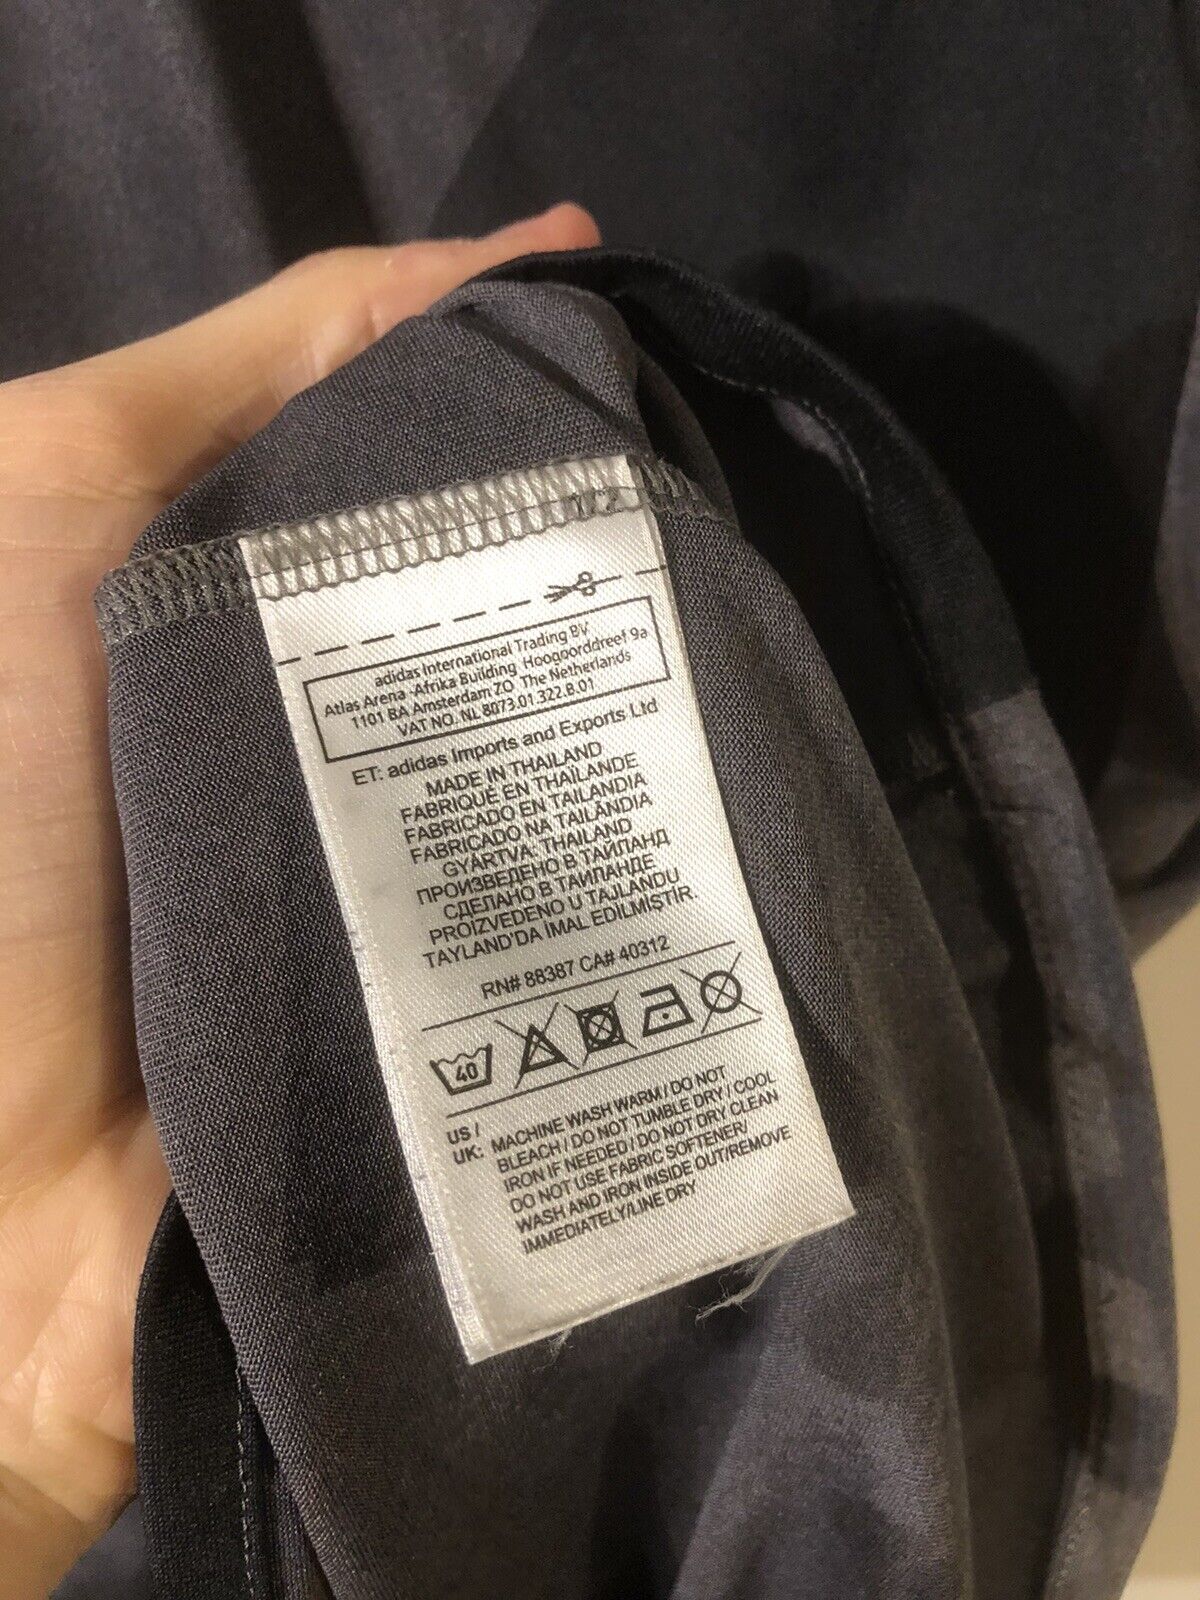 1/2
adidas International Trading BV
Atlas Arena -Afrika Building Hoogoorddreef 9a
1101 BA Amsterdam ZO The Netherlands
VAT NO. NL 8073.01.322.B.01
ET: adidas Imports and Exports Ltd
MADE IN THAILAND
FABRIQUÉ EN THAÏLANDE
FABRICADO EN TAILANDIA
FABRICADO NA TAILÂNDIA
GYÁRTVA: THAILAND
ПРОИЗВЕДЕНО В ТАЙЛАНД
СДЕЛАНО В ТАИЛАНДЕ
PROIZVEDENO U TAJLANDU
TAYLAND'DA İMAL EDİLMİŞTİR.
RN# 88387 CA# 40312
40
US / UK: MACHINE WASH WARM / DO NOT
BLEACH / DO NOT TUMBLE DRY / COOL
IRON IF NEEDED / DO NOT DRY CLEAN
DO NOT USE FABRIC SOFTENER/
WASH AND IRON INSIDE OUT/REMOVE
IMMEDIATELY/LINE DRY